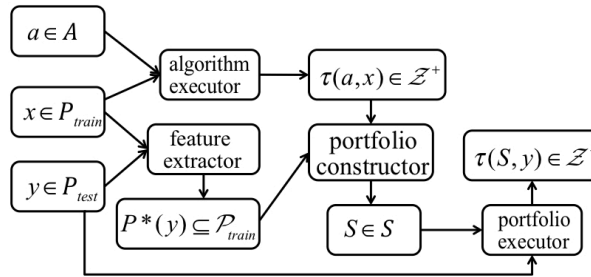 a ∈ A
algorithm
executor
τ(a, x) ∈ 𝒵⁺
x ∈ P_train
feature
extractor
portfolio
constructor
τ(S, y) ∈ 𝒵
y ∈ P_test
P*(y) ⊆ 𝒫_train
S ∈ S
portfolio
executor